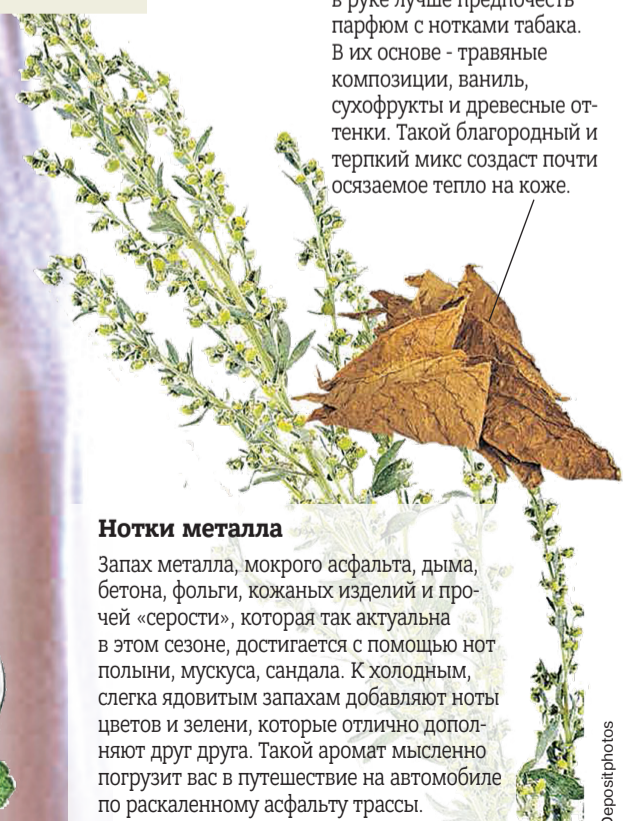 в руке лучше предпочесть
парфюм с нотками табака.
В их основе - травяные
композиции, ваниль,
сухофрукты и древесные от-
тенки. Такой благородный и
терпкий микс создаст почти
осязаемое тепло на коже.
Нотки металла
Запах металла, мокрого асфальта, дыма,
бетона, фольги, кожаных изделий и про-
чей «серости», которая так актуальна
в этом сезоне, достигается с помощью нот
полыни, мускуса, сандала. К холодным,
слегка ядовитым запахам добавляют ноты
цветов и зелени, которые отлично допол-
няют друг друга. Такой аромат мысленно
погрузит вас в путешествие на автомобиле
по раскаленному асфальту трассы.
Depositphotos